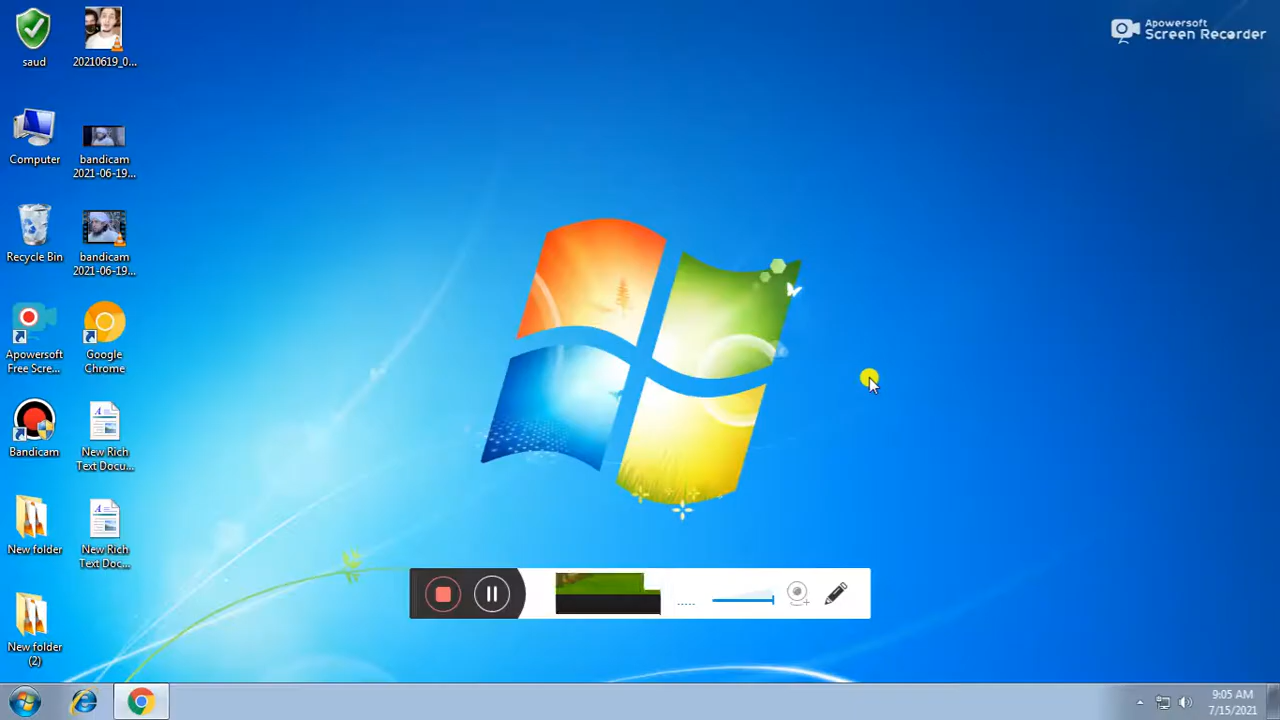 Apowersoft
Screen Recorder
saud
20210619_0...
Computer
bandicam
2021-06-19...
Recycle Bin
bandicam
2021-06-19...
Apowersoft
Free Scre...
Google
Chrome
Bandicam
New Rich
Text Docu...
New folder
New Rich
Text Doc...
New folder
(2)
9:05 AM
7/15/2021